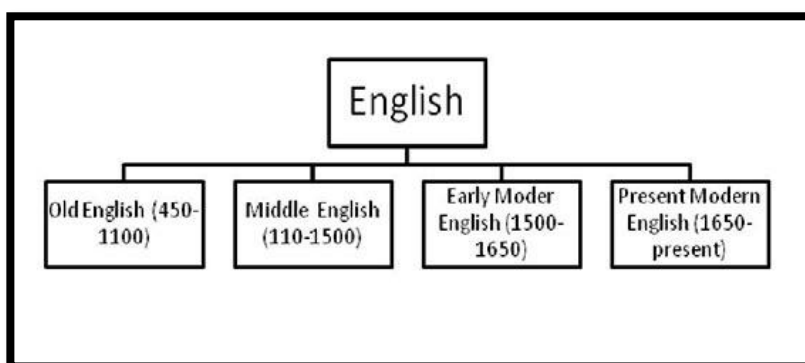 English
Old English (450-
1100)
Middle English
(110-1500)
Early Moder
English (1500-
1650)
Present Modern
English (1650-
present)